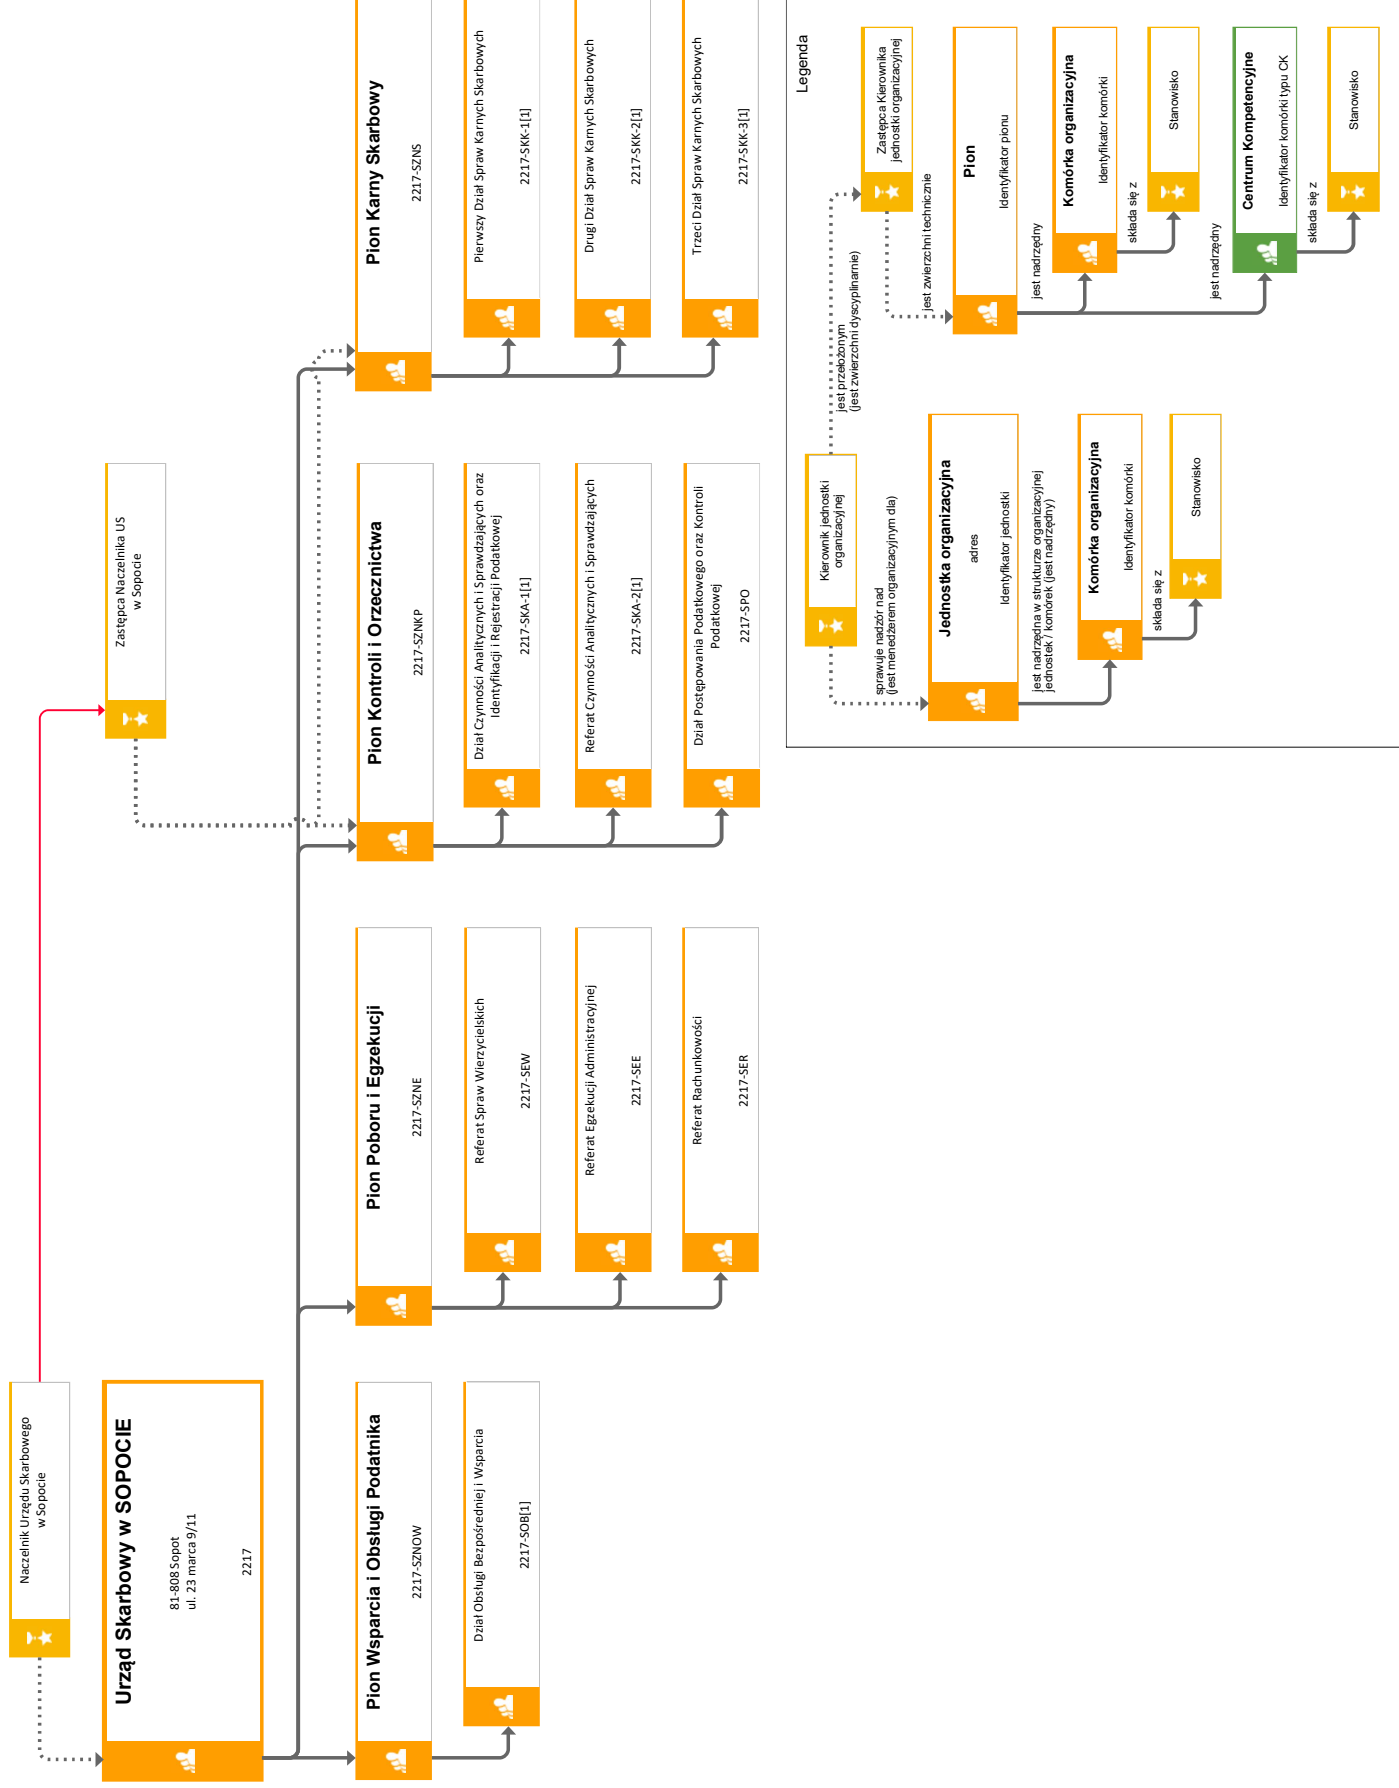 Naczelnik Urzędu Skarbowego
w Sopocie
Zastępca Naczelnika US
w Sopocie
Urząd Skarbowy w SOPOCIE
81-808 Sopot
ul. 23 marca 9/11
2217
Pion Wsparcia i Obsługi Podatnika
2217-SZNOW
Dział Obsługi Bezpośredniej i Wsparcia
2217-SOB[1]
Pion Poboru i Egzekucji
2217-SZNE
Referat Spraw Wierzycielskich
2217-SEW
Referat Egzekucji Administracyjnej
2217-SEE
Referat Rachunkowości
2217-SER
Pion Kontroli i Orzecznictwa
2217-SZNKP
Dział Czynności Analitycznych i Sprawdzających oraz
Identyfikacji i Rejestracji Podatkowej
2217-SKA-1[1]
Referat Czynności Analitycznych i Sprawdzających
2217-SKA-2[1]
Dział Postępowania Podatkowego oraz Kontroli
Podatkowej
2217-SPO
Pion Karny Skarbowy
2217-SZNS
Pierwszy Dział Spraw Karnych Skarbowych
2217-SKK-1[1]
Drugi Dział Spraw Karnych Skarbowych
2217-SKK-2[1]
Trzeci Dział Spraw Karnych Skarbowych
2217-SKK-3[1]
Legenda
Kierownik jednostki
organizacyjnej
jest przełożonym
(jest zwierzchni dyscyplinarnie)
Zastępca Kierownika
jednostki organizacyjnej
sprawuje nadzór nad
(jest menedżerem organizacyjnym dla)
jest zwierzchni technicznie
Jednostka organizacyjna
adres
Identyfikator jednostki
jest nadrzędna w strukturze organizacyjnej
jednostek / komórek (jest nadrzędny)
Komórka organizacyjna
Identyfikator komórki
składa się z
Stanowisko
Pion
Identyfikator pionu
jest nadrzędny
Komórka organizacyjna
Identyfikator komórki
składa się z
Stanowisko
jest nadrzędny
Centrum Kompetencyjne
Identyfikator komórki typu CK
składa się z
Stanowisko